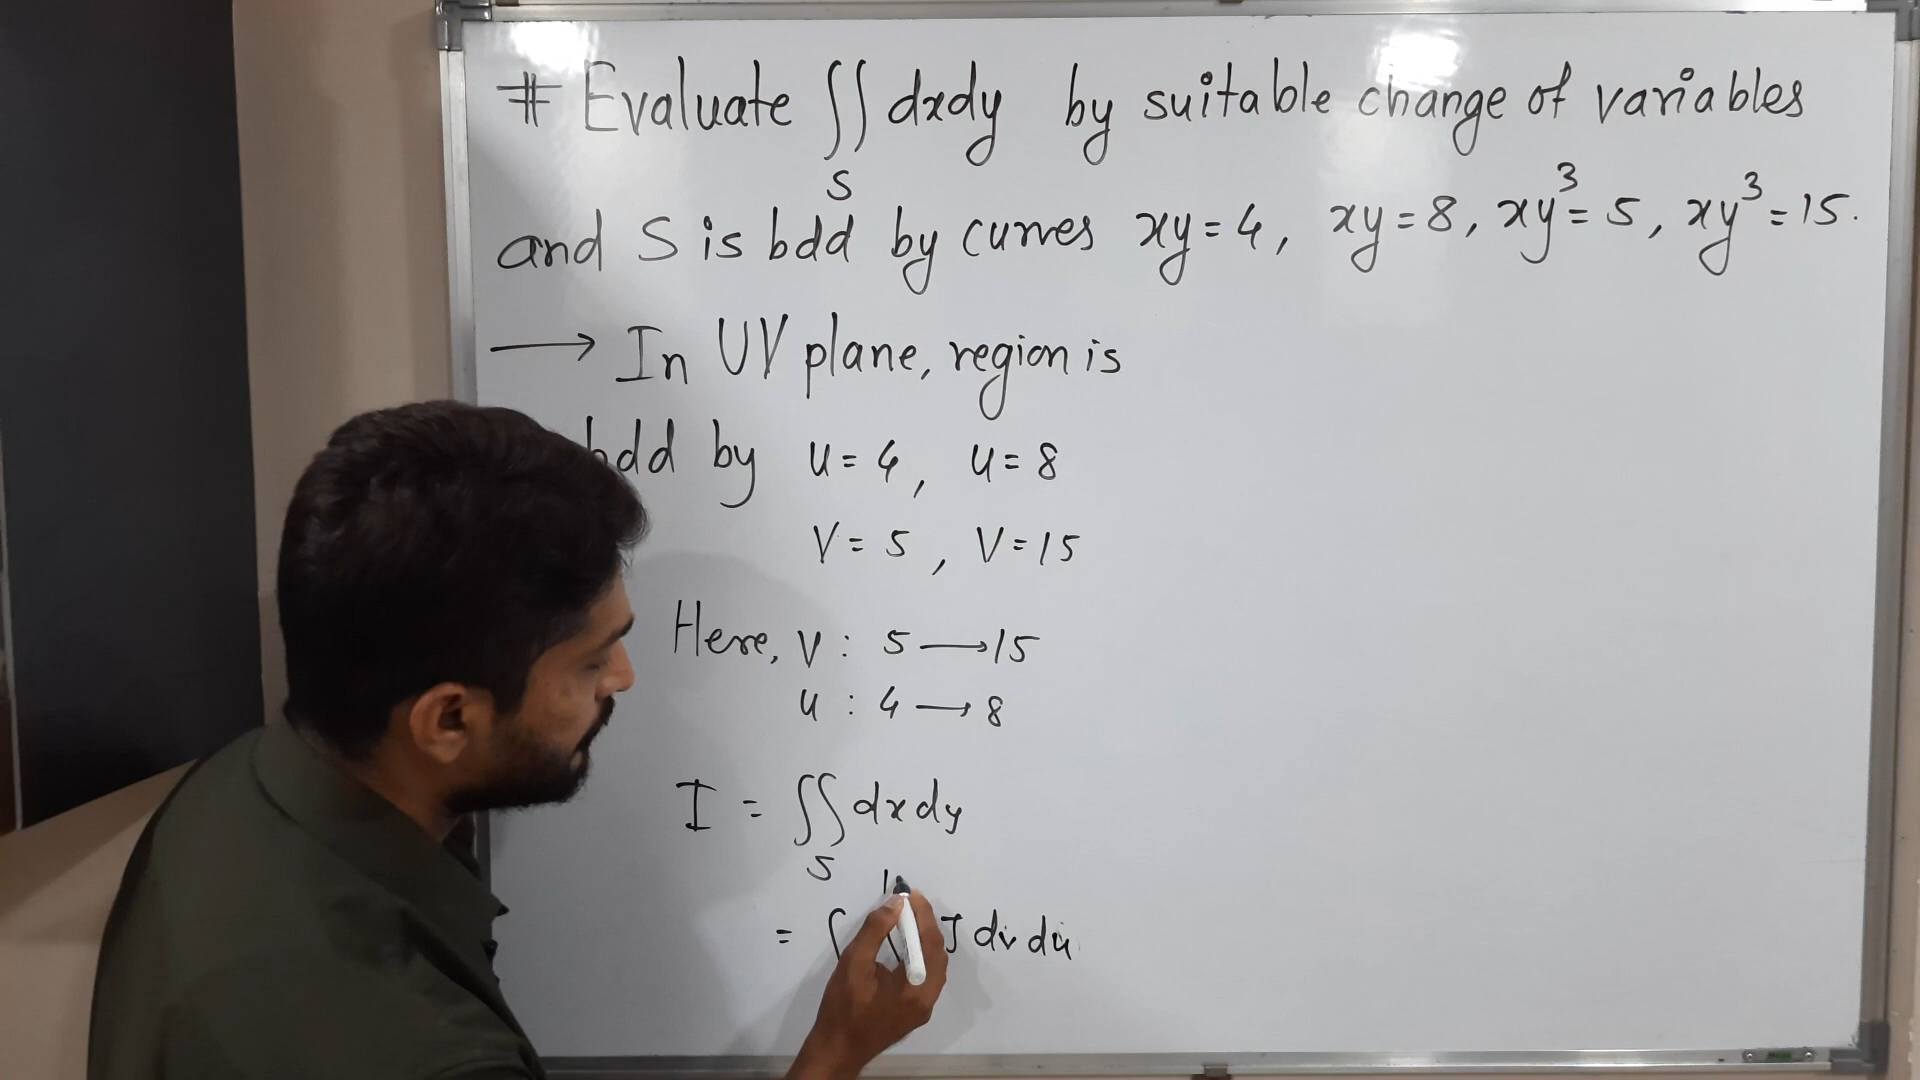 # Evaluate ∬ dxdy by suitable change of variables
S
and S is bdd by curves xy = 4, xy = 8, xy³ = 5, xy³ = 15.
→ In UV plane, region is
bdd by u = 4, u = 8
V = 5, V = 15
Here, V : 5 → 15
u : 4 → 8
I = ∬ dxdy
S
= ∫ J dv du